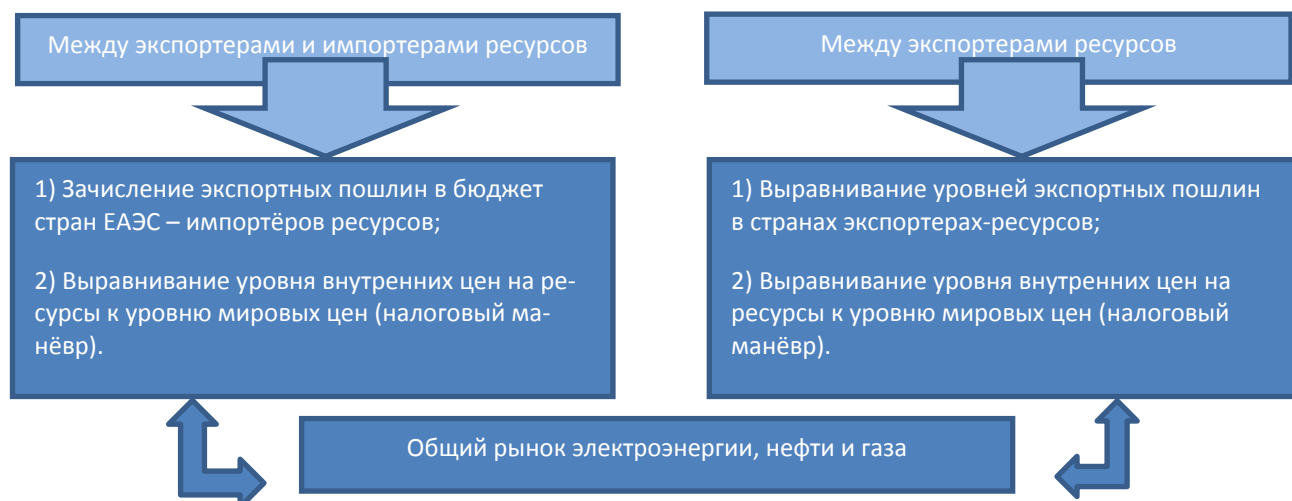 Между экспортерами и импортерами ресурсов
Между экспортерами ресурсов
1) Зачисление экспортных пошлин в бюджет
стран ЕАЭС – импортёров ресурсов;
2) Выравнивание уровня внутренних цен на ре-
сурсы к уровню мировых цен (налоговый ма-
нёвр).
1) Выравнивание уровней экспортных пошлин
в странах экспортерах-ресурсов;
2) Выравнивание уровня внутренних цен на
ресурсы к уровню мировых цен (налоговый
манёвр).
Общий рынок электроэнергии, нефти и газа